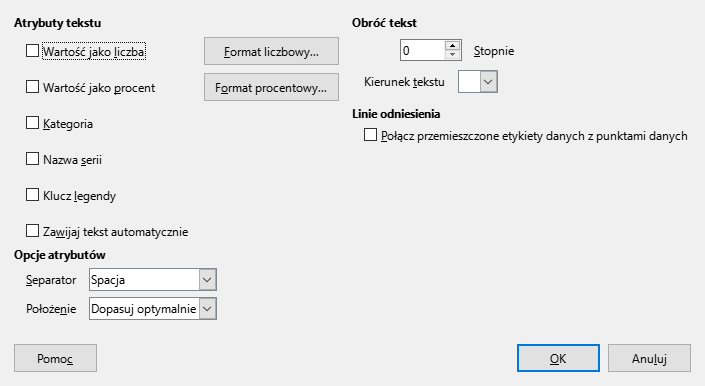 Atrybuty tekstu
Wartość jako liczba
Format liczbowy...
Wartość jako procent
Format procentowy...
Kategoria
Nazwa serii
Klucz legendy
Zawijaj tekst automatycznie
Opcje atrybutów
Separator Spacja
Położenie Dopasuj optymalnie
Obróć tekst
0 Stopnie
Kierunek tekstu
Linie odniesienia
Połącz przemieszczone etykiety danych z punktami danych
Pomoc
OK
Anuluj